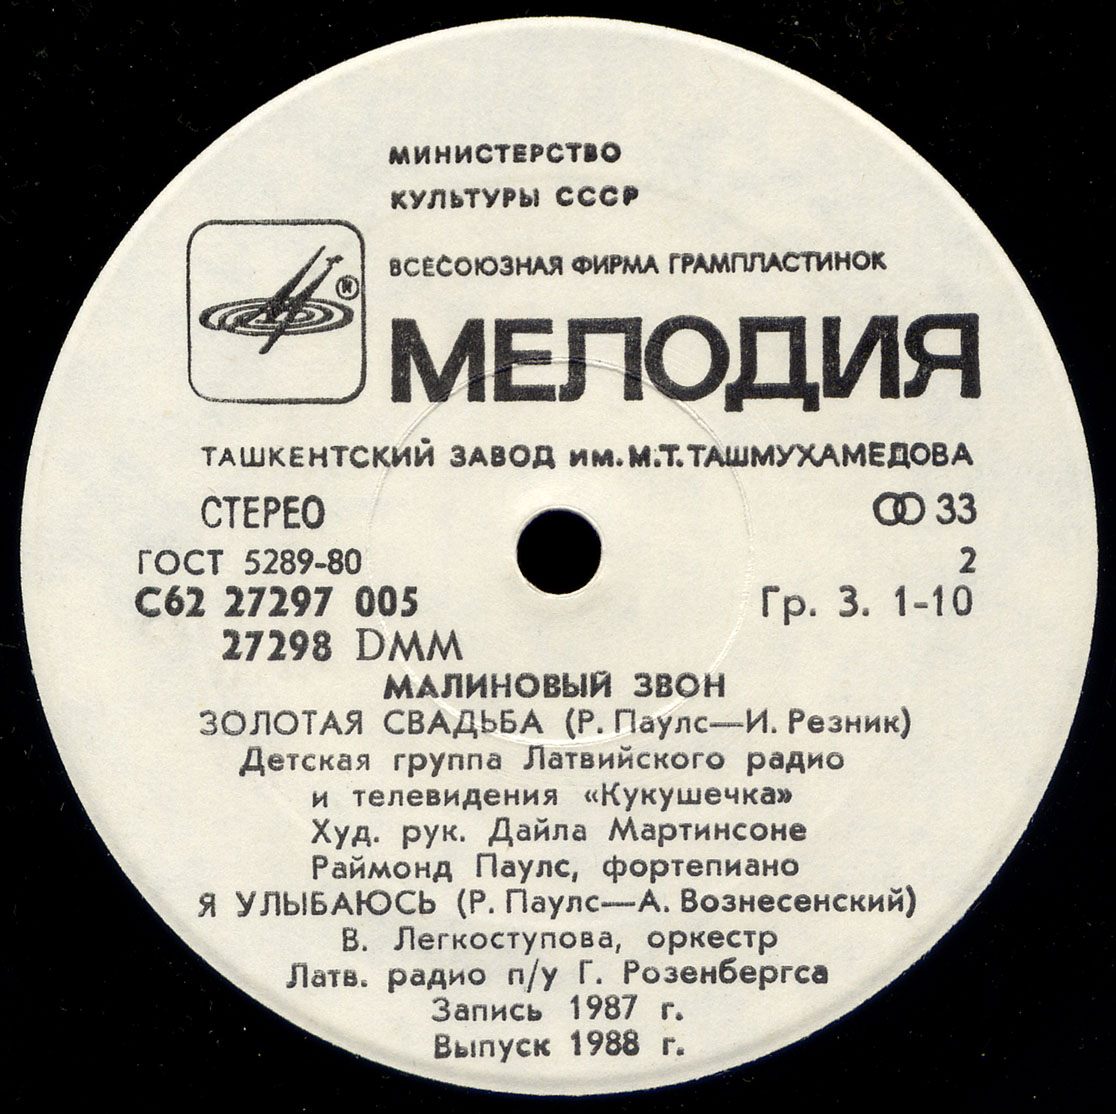 МИНИСТЕРСТВО
КУЛЬТУРЫ СССР
ВСЕСОЮЗНАЯ ФИРМА ГРАМПЛАСТИНОК
МЕЛОДИЯ
ТАШКЕНТСКИЙ ЗАВОД им. М.Т. ТАШМУХАМЕДОВА
СТЕРЕО 33
ГОСТ 5289-80 2
С62 27297 005 Гр. 3. 1-10
27298 DMM
МАЛИНОВЫЙ ЗВОН
ЗОЛОТАЯ СВАДЬБА (Р. Паулс—И. Резник)
Детская группа Латвийского радио
и телевидения «Кукушечка»
Худ. рук. Дайла Мартинсоне
Раймонд Паулс, фортепиано
Я УЛЫБАЮСЬ (Р. Паулс—А. Вознесенский)
В. Легкоступова, оркестр
Латв. радио п/у Г. Розенбергса
Запись 1987 г.
Выпуск 1988 г.